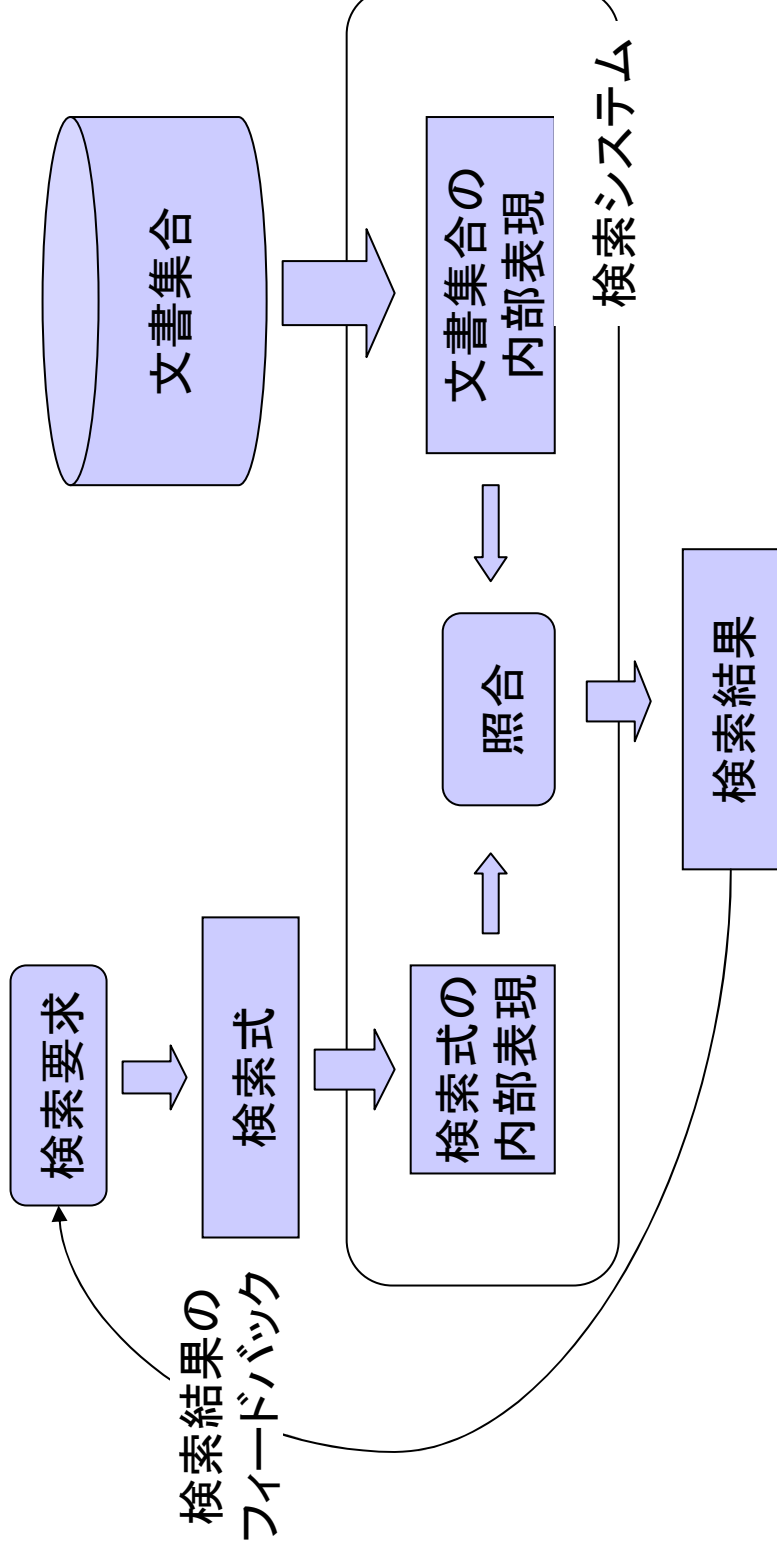 検索要求
文書集合
検索式
検索結果の
フィードバック
検索式の
内部表現
照合
文書集合の
内部表現
検索システム
検索結果